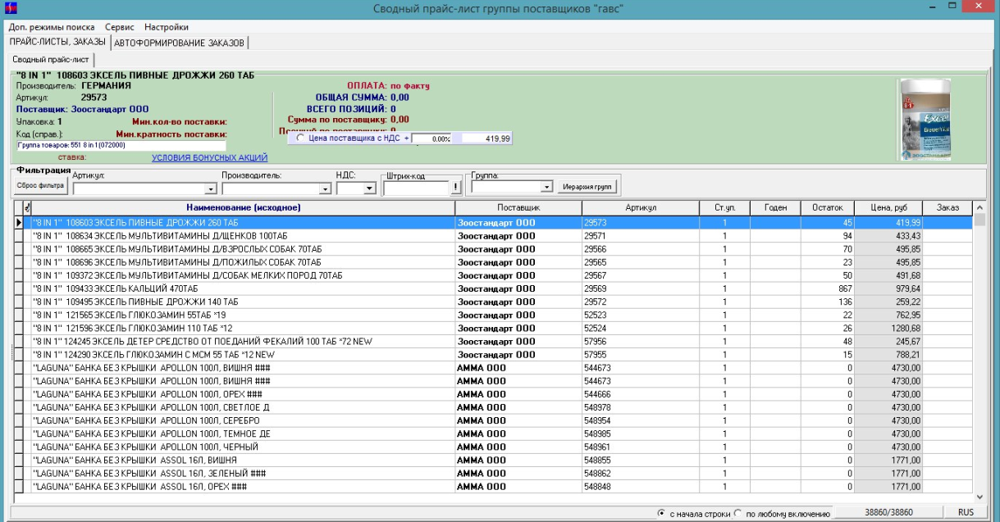 Сводный прайс-лист группы поставщиков "гавс"
Доп. режимы поиска Сервис Настройки
ПРАЙС-ЛИСТЫ, ЗАКАЗЫ АВТОФОРМИРОВАНИЕ ЗАКАЗОВ
Сводный прайс-лист
"8 IN 1" 108603 ЭКСЕЛЬ ПИВНЫЕ ДРОЖЖИ 260 ТАБ
Производитель: ГЕРМАНИЯ ОПЛАТА: по факту
Артикул: 29573 ОБЩАЯ СУММА: 0,00
Поставщик: Зоостандарт ООО ВСЕГО ПОЗИЦИЙ: 0
Упаковка: 1 Мин.кол-во поставки: Сумма по поставщику: 0,00
Код (справ.): Мин.кратность поставки:
Цена поставщика с НДС + 0.00% 419,99
Группа товаров: 551 8 in 1(072000)
ставка: УСЛОВИЯ БОНУСНЫХ АКЦИЙ
Фильтрация Артикул: Производитель: НДС: Штрих-код Группа:
Сброс фильтра ! Иерархия групп
Наименование (исходное) Поставщик Артикул Ст.уп. Годен Остаток Цена, руб Заказ
"8 IN 1" 108603 ЭКСЕЛЬ ПИВНЫЕ ДРОЖЖИ 260 ТАБ Зоостандарт ООО 29573 1 45 419,99
"8 IN 1" 108634 ЭКСЕЛЬ МУЛЬТИВИТАМИНЫ Д/ЩЕНКОВ 100ТАБ Зоостандарт ООО 29571 1 94 433,43
"8 IN 1" 108665 ЭКСЕЛЬ МУЛЬТИВИТАМИНЫ Д/ВЗРОСЛЫХ СОБАК 70ТАБ Зоостандарт ООО 29566 1 70 495,85
"8 IN 1" 108696 ЭКСЕЛЬ МУЛЬТИВИТАМИНЫ Д/ПОЖИЛЫХ СОБАК 70ТАБ Зоостандарт ООО 29565 1 23 495,85
"8 IN 1" 109372 ЭКСЕЛЬ МУЛЬТИВИТАМИНЫ Д/СОБАК МЕЛКИХ ПОРОД 70ТАБ Зоостандарт ООО 29567 1 50 491,68
"8 IN 1" 109433 ЭКСЕЛЬ КАЛЬЦИЙ 470ТАБ Зоостандарт ООО 29569 1 867 979,64
"8 IN 1" 109495 ЭКСЕЛЬ ПИВНЫЕ ДРОЖЖИ 140 ТАБ Зоостандарт ООО 29572 1 136 259,22
"8 IN 1" 121565 ЭКСЕЛЬ ГЛЮКОЗАМИН 55ТАБ *19 Зоостандарт ООО 52523 1 22 762,95
"8 IN 1" 121596 ЭКСЕЛЬ ГЛЮКОЗАМИН 110 ТАБ *12 Зоостандарт ООО 52524 1 26 1280,68
"8 IN 1" 124245 ЭКСЕЛЬ ДЕТЕР СРЕДСТВО ОТ ПОЕДАНИЙ ФЕКАЛИЙ 100 ТАБ *72 NEW Зоостандарт ООО 57956 1 48 245,67
"8 IN 1" 124290 ЭКСЕЛЬ ГЛЮКОЗАМИН С МСМ 55 ТАБ *12 NEW Зоостандарт ООО 57955 1 15 788,21
"LAGUNA" БАНКА БЕЗ КРЫШКИ APOLLON 100Л, ВИШНЯ ### АММА ООО 544673 1 0 4730,00
"LAGUNA" БАНКА БЕЗ КРЫШКИ APOLLON 100Л, ВИШНЯ ### АММА ООО 544673 1 0 4730,00
"LAGUNA" БАНКА БЕЗ КРЫШКИ APOLLON 100Л, ОРЕХ ### АММА ООО 544666 1 0 4730,00
"LAGUNA" БАНКА БЕЗ КРЫШКИ APOLLON 100Л, СВЕТЛОЕ Д АММА ООО 548978 1 0 4730,00
"LAGUNA" БАНКА БЕЗ КРЫШКИ APOLLON 100Л, СЕРЕБРО АММА ООО 548954 1 0 4730,00
"LAGUNA" БАНКА БЕЗ КРЫШКИ APOLLON 100Л, ТЕМНОЕ ДЕ АММА ООО 548985 1 0 4730,00
"LAGUNA" БАНКА БЕЗ КРЫШКИ APOLLON 100Л, ЧЕРНЫЙ АММА ООО 548961 1 0 4730,00
"LAGUNA" БАНКА БЕЗ КРЫШКИ ASSOL 16Л, ВИШНЯ АММА ООО 548855 1 0 1771,00
"LAGUNA" БАНКА БЕЗ КРЫШКИ ASSOL 16Л, ЗЕЛЕНЫЙ ### АММА ООО 548862 1 0 1771,00
"LAGUNA" БАНКА БЕЗ КРЫШКИ ASSOL 16Л, ОРЕХ ### АММА ООО 548848 1 0 1771,00
с начала строки по любому включению 38860/38860 RUS